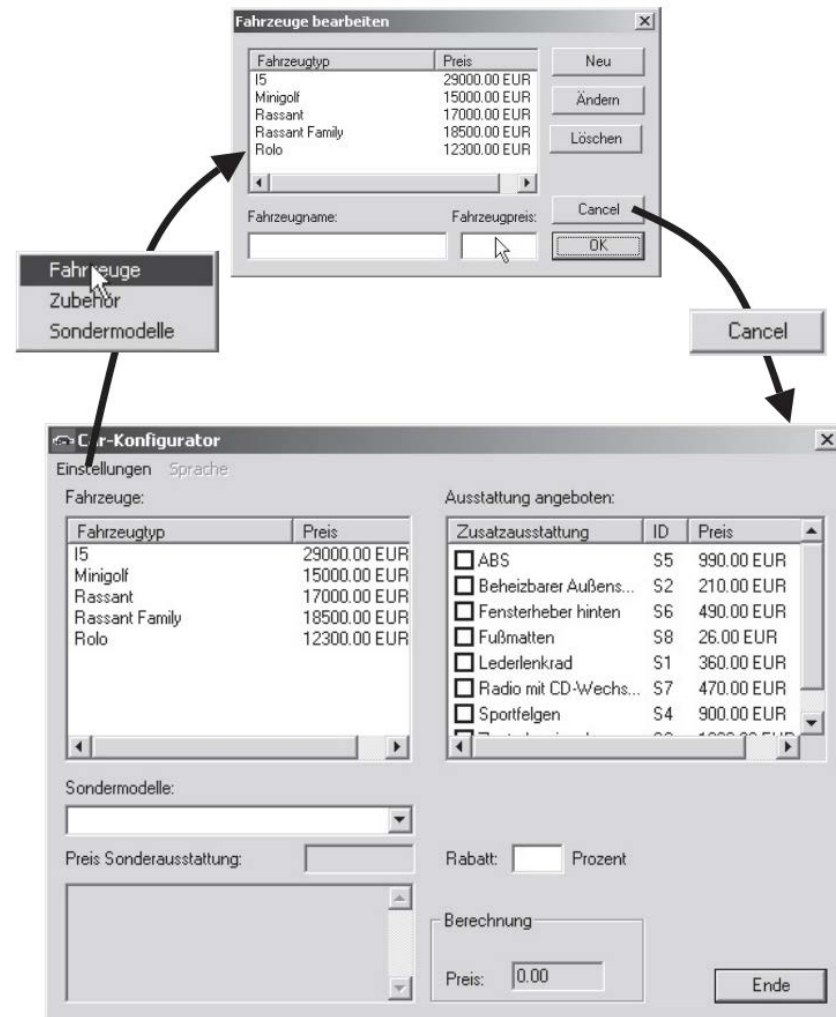 Fahrzeuge bearbeiten
Fahrzeugtyp Preis
I5 29000.00 EUR
Minigolf 15000.00 EUR
Rassant 17000.00 EUR
Rassant Family 18500.00 EUR
Rolo 12300.00 EUR
Neu
Ändern
Löschen
Cancel
OK
Fahrzeugname: Fahrzeugpreis:
Fahrzeuge
Zubehör
Sondermodelle
Cancel
Car-Konfigurator
Einstellungen Sprache
Fahrzeuge:
Fahrzeugtyp Preis
I5 29000.00 EUR
Minigolf 15000.00 EUR
Rassant 17000.00 EUR
Rassant Family 18500.00 EUR
Rolo 12300.00 EUR
Ausstattung angeboten:
Zusatzausstattung ID Preis
ABS S5 990.00 EUR
Beheizbarer Außens... S2 210.00 EUR
Fensterheber hinten S6 490.00 EUR
Fußmatten S8 26.00 EUR
Lederlenkrad S1 360.00 EUR
Radio mit CD-Wechs... S7 470.00 EUR
Sportfelgen S4 900.00 EUR
Sondermodelle:
Preis Sonderausstattung:
Rabatt: Prozent
Berechnung
Preis: 0.00
Ende